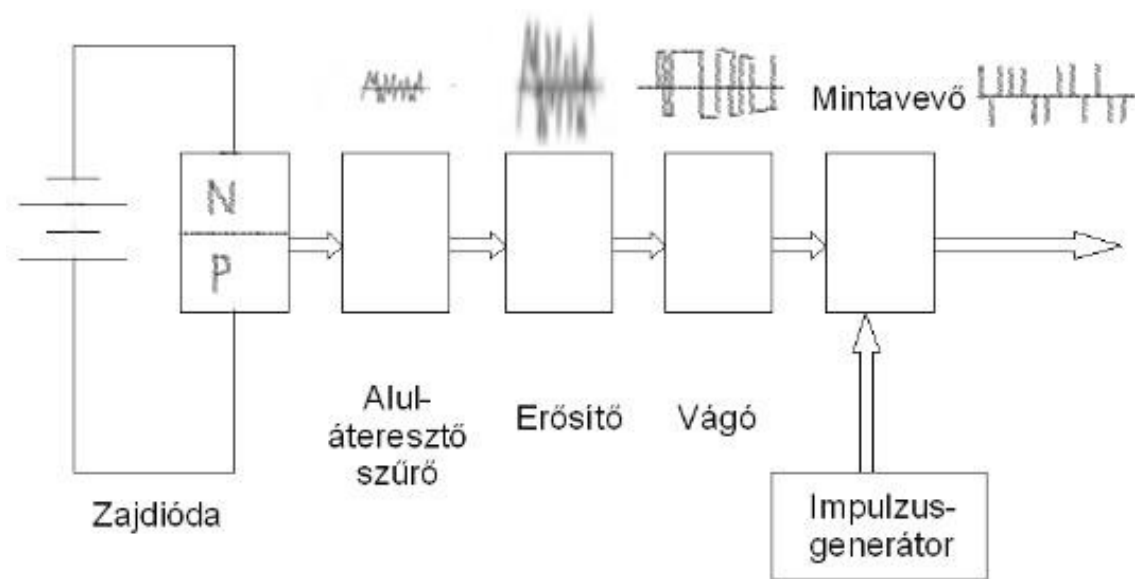 Mintavevő
N
P
Alul-
áteresztő
szűrő
Erősítő
Vágó
Zajdióda
Impulzus-
generátor